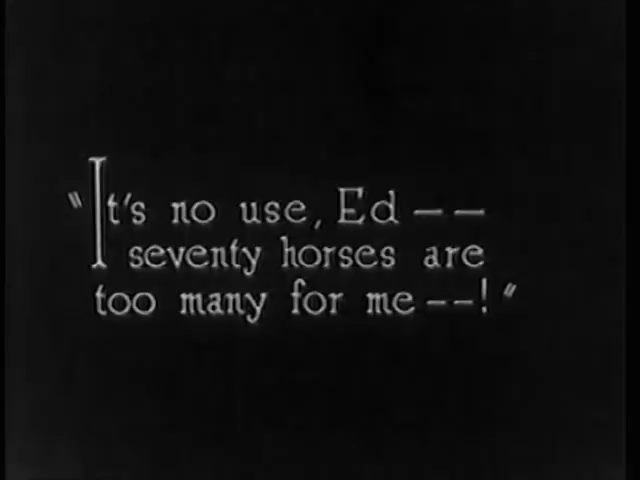 "It's no use, Ed — —
seventy horses are
too many for me — —!"